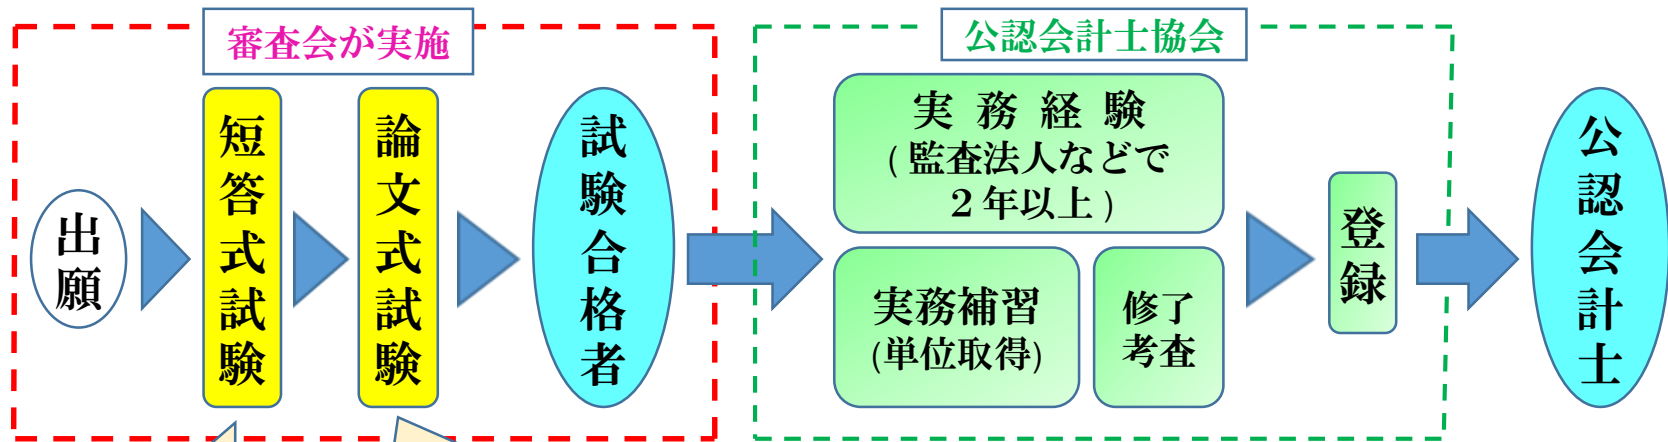 審査会が実施
出願
短答式試験
論文式試験
試験合格者
公認会計士協会
実務経験
(監査法人などで
２年以上)
実務補習
(単位取得)
修了
考査
登録
公認会計士